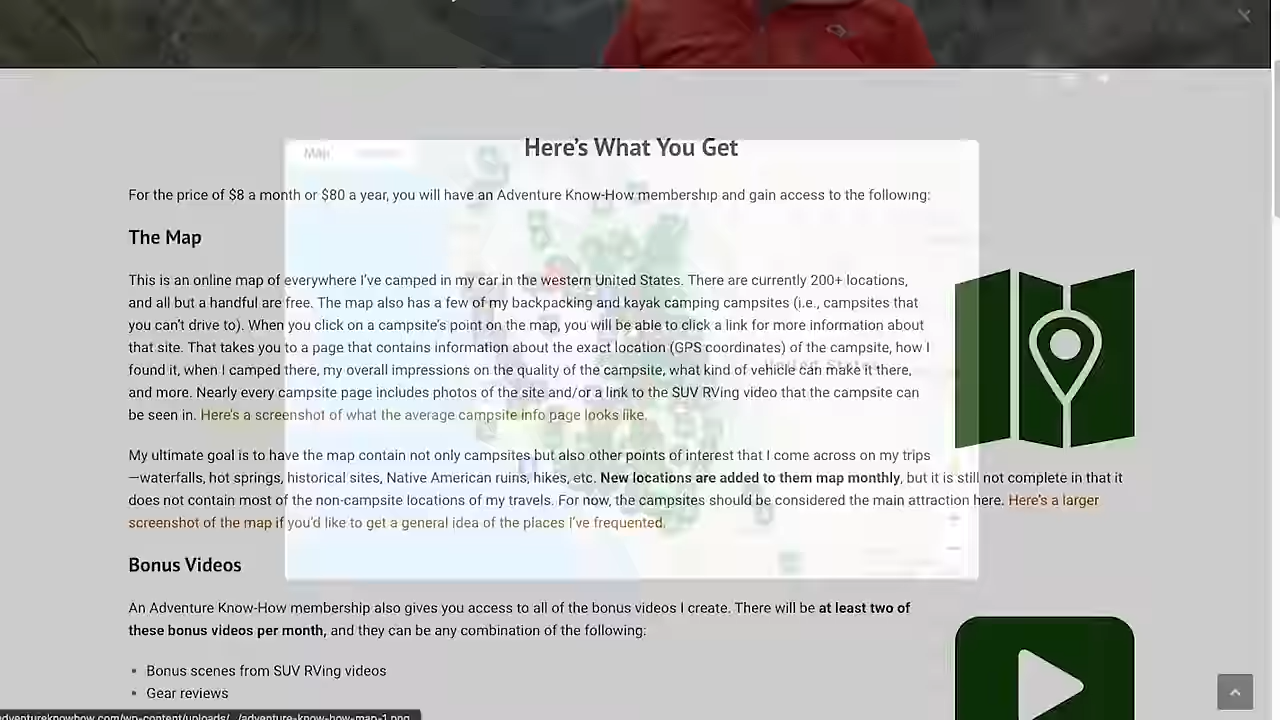 Here's What You Get
Map
For the price of $8 a month or $80 a year, you will have an Adventure Know-How membership and gain access to the following:
The Map
This is an online map of everywhere I've camped in my car in the western United States. There are currently 200+ locations,
and all but a handful are free. The map also has a few of my backpacking and kayak camping campsites (i.e., campsites that
you can't drive to). When you click on a campsite's point on the map, you will be able to click a link for more information about
that site. That takes you to a page that contains information about the exact location (GPS coordinates) of the campsite, how I
found it, when I camped there, my overall impressions on the quality of the campsite, what kind of vehicle can make it there,
United States
and more. Nearly every campsite page includes photos of the site and/or a link to the SUV RVing video that the campsite can
be seen in. Here's a screenshot of what the average campsite info page looks like.
My ultimate goal is to have the map contain not only campsites but also other points of interest that I come across on my trips
—waterfalls, hot springs, historical sites, Native American ruins, hikes, etc. New locations are added to them map monthly, but it is still not complete in that it
does not contain most of the non-campsite locations of my travels. For now, the campsites should be considered the main attraction here. Here's a larger
screenshot of the map if you'd like to get a general idea of the places I've frequented.
Bonus Videos
An Adventure Know-How membership also gives you access to all of the bonus videos I create. There will be at least two of
these bonus videos per month, and they can be any combination of the following:
• Bonus scenes from SUV RVing videos
• Gear reviews
adventureknowhow.com/wp-content/uploads/.../adventure-know-how-map-1.png